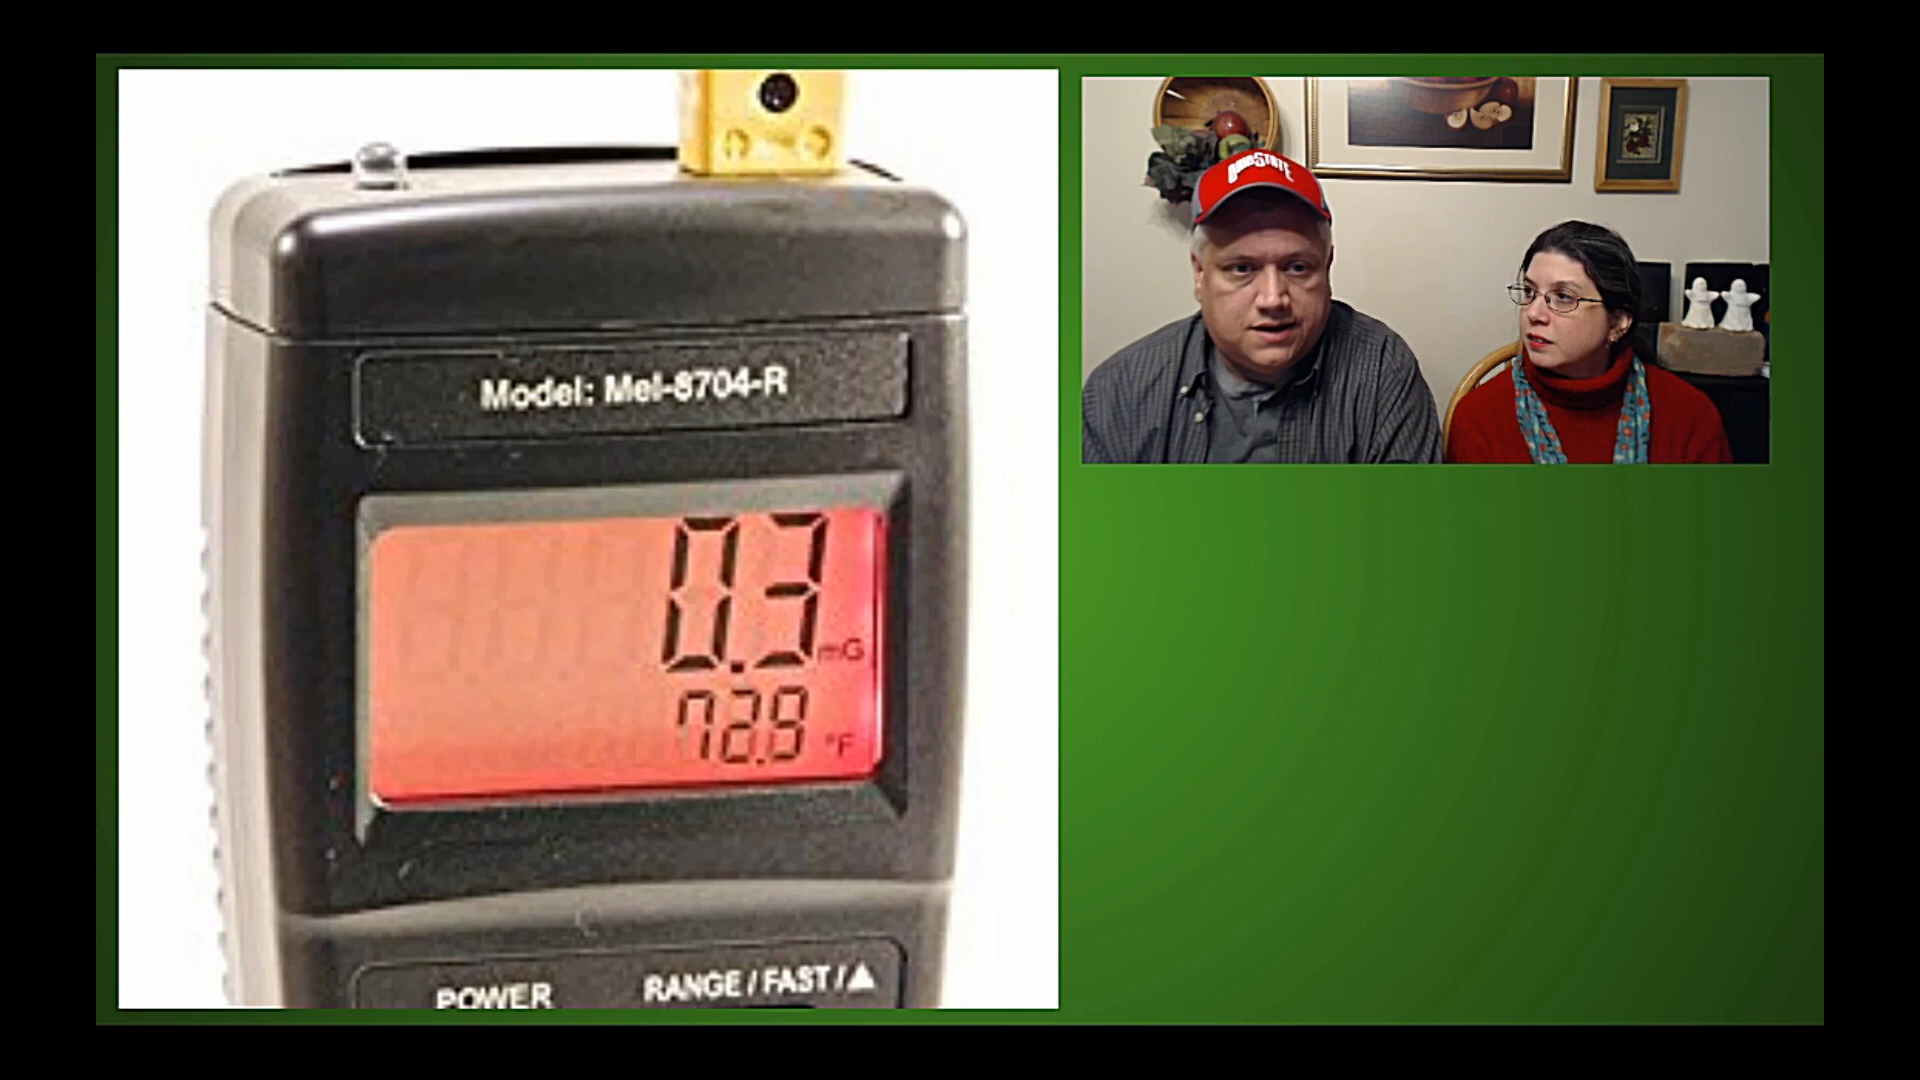 Model: Mel-8704-R
0.3 mG
72.9 °F
POWER
RANGE / FAST / ▲
OHIO STATE